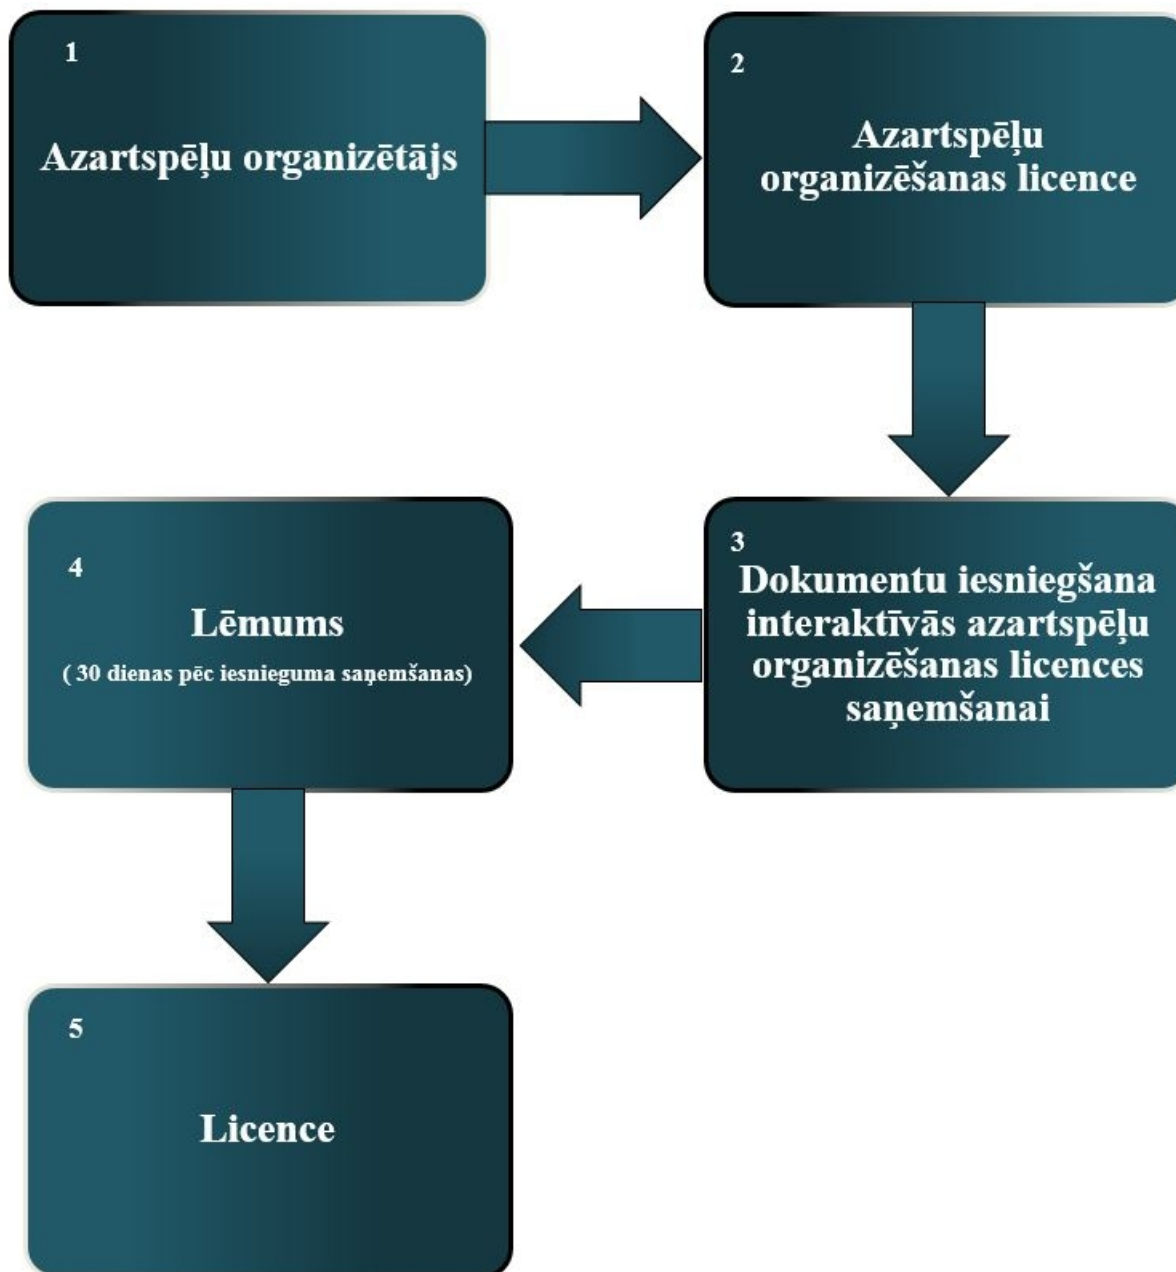 1
Azartspēļu organizētājs
2
Azartspēļu
organizēšanas licence
3
Dokumentu iesniegšana
interaktīvās azartspēļu
organizēšanas licences
saņemšanai
4
Lēmums
( 30 dienas pēc iesnieguma saņemšanas)
5
Licence